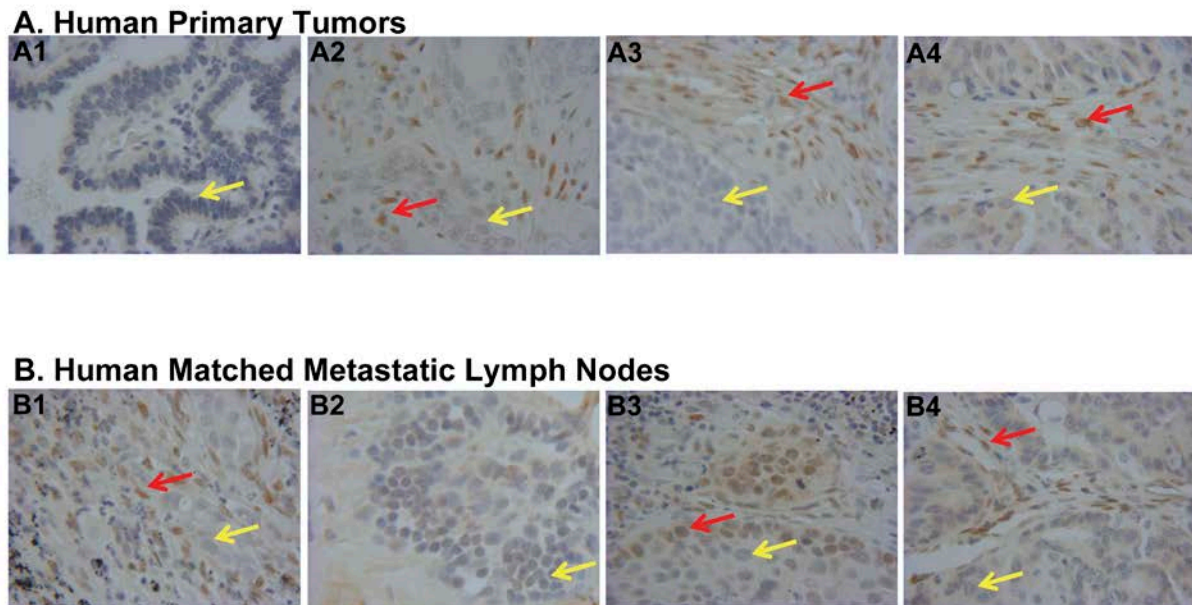 A. Human Primary Tumors
A1
A2
A3
A4
B. Human Matched Metastatic Lymph Nodes
B1
B2
B3
B4